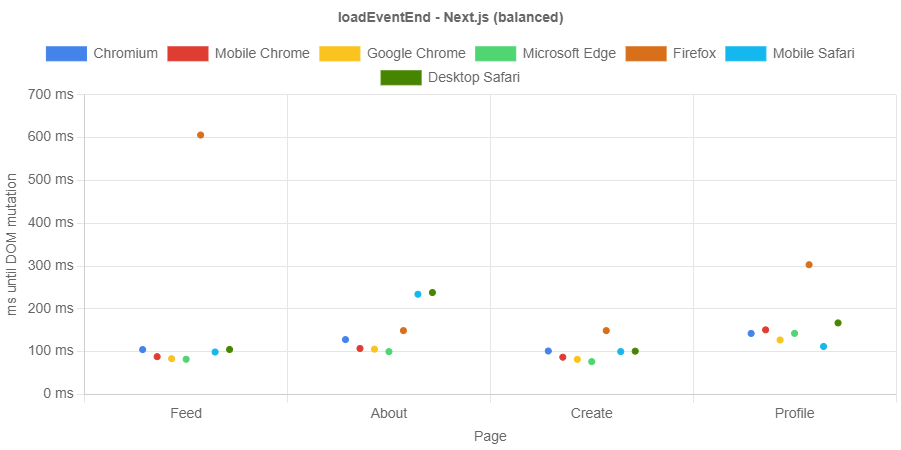 loadEventEnd - Next.js (balanced)
Chromium Mobile Chrome Google Chrome Microsoft Edge Firefox Mobile Safari
Desktop Safari
700 ms
600 ms
500 ms
400 ms
300 ms
200 ms
100 ms
0 ms
ms until DOM mutation
Feed About Create Profile
Page